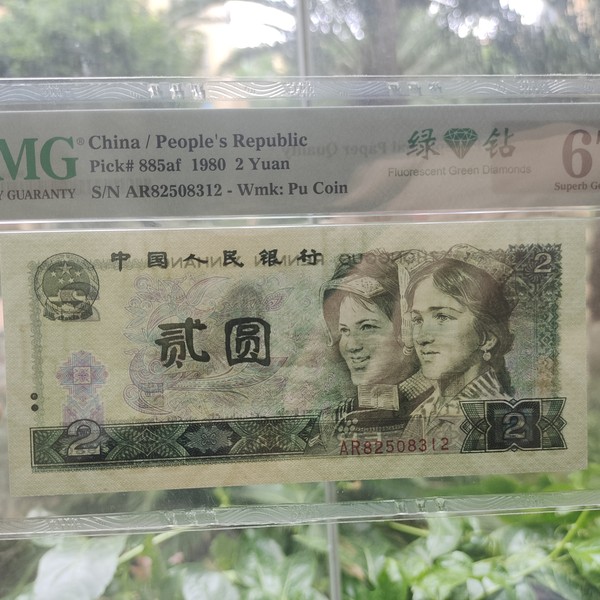 MG®
Y GUARANTY
China / People's Republic
Pick# 885af 1980 2 Yuan
S/N AR82508312 - Wmk: Pu Coin
绿 钻
Fluorescent Green Diamonds
6
Superb G
中国人民银行
2
贰圆
2
AR82508312
2